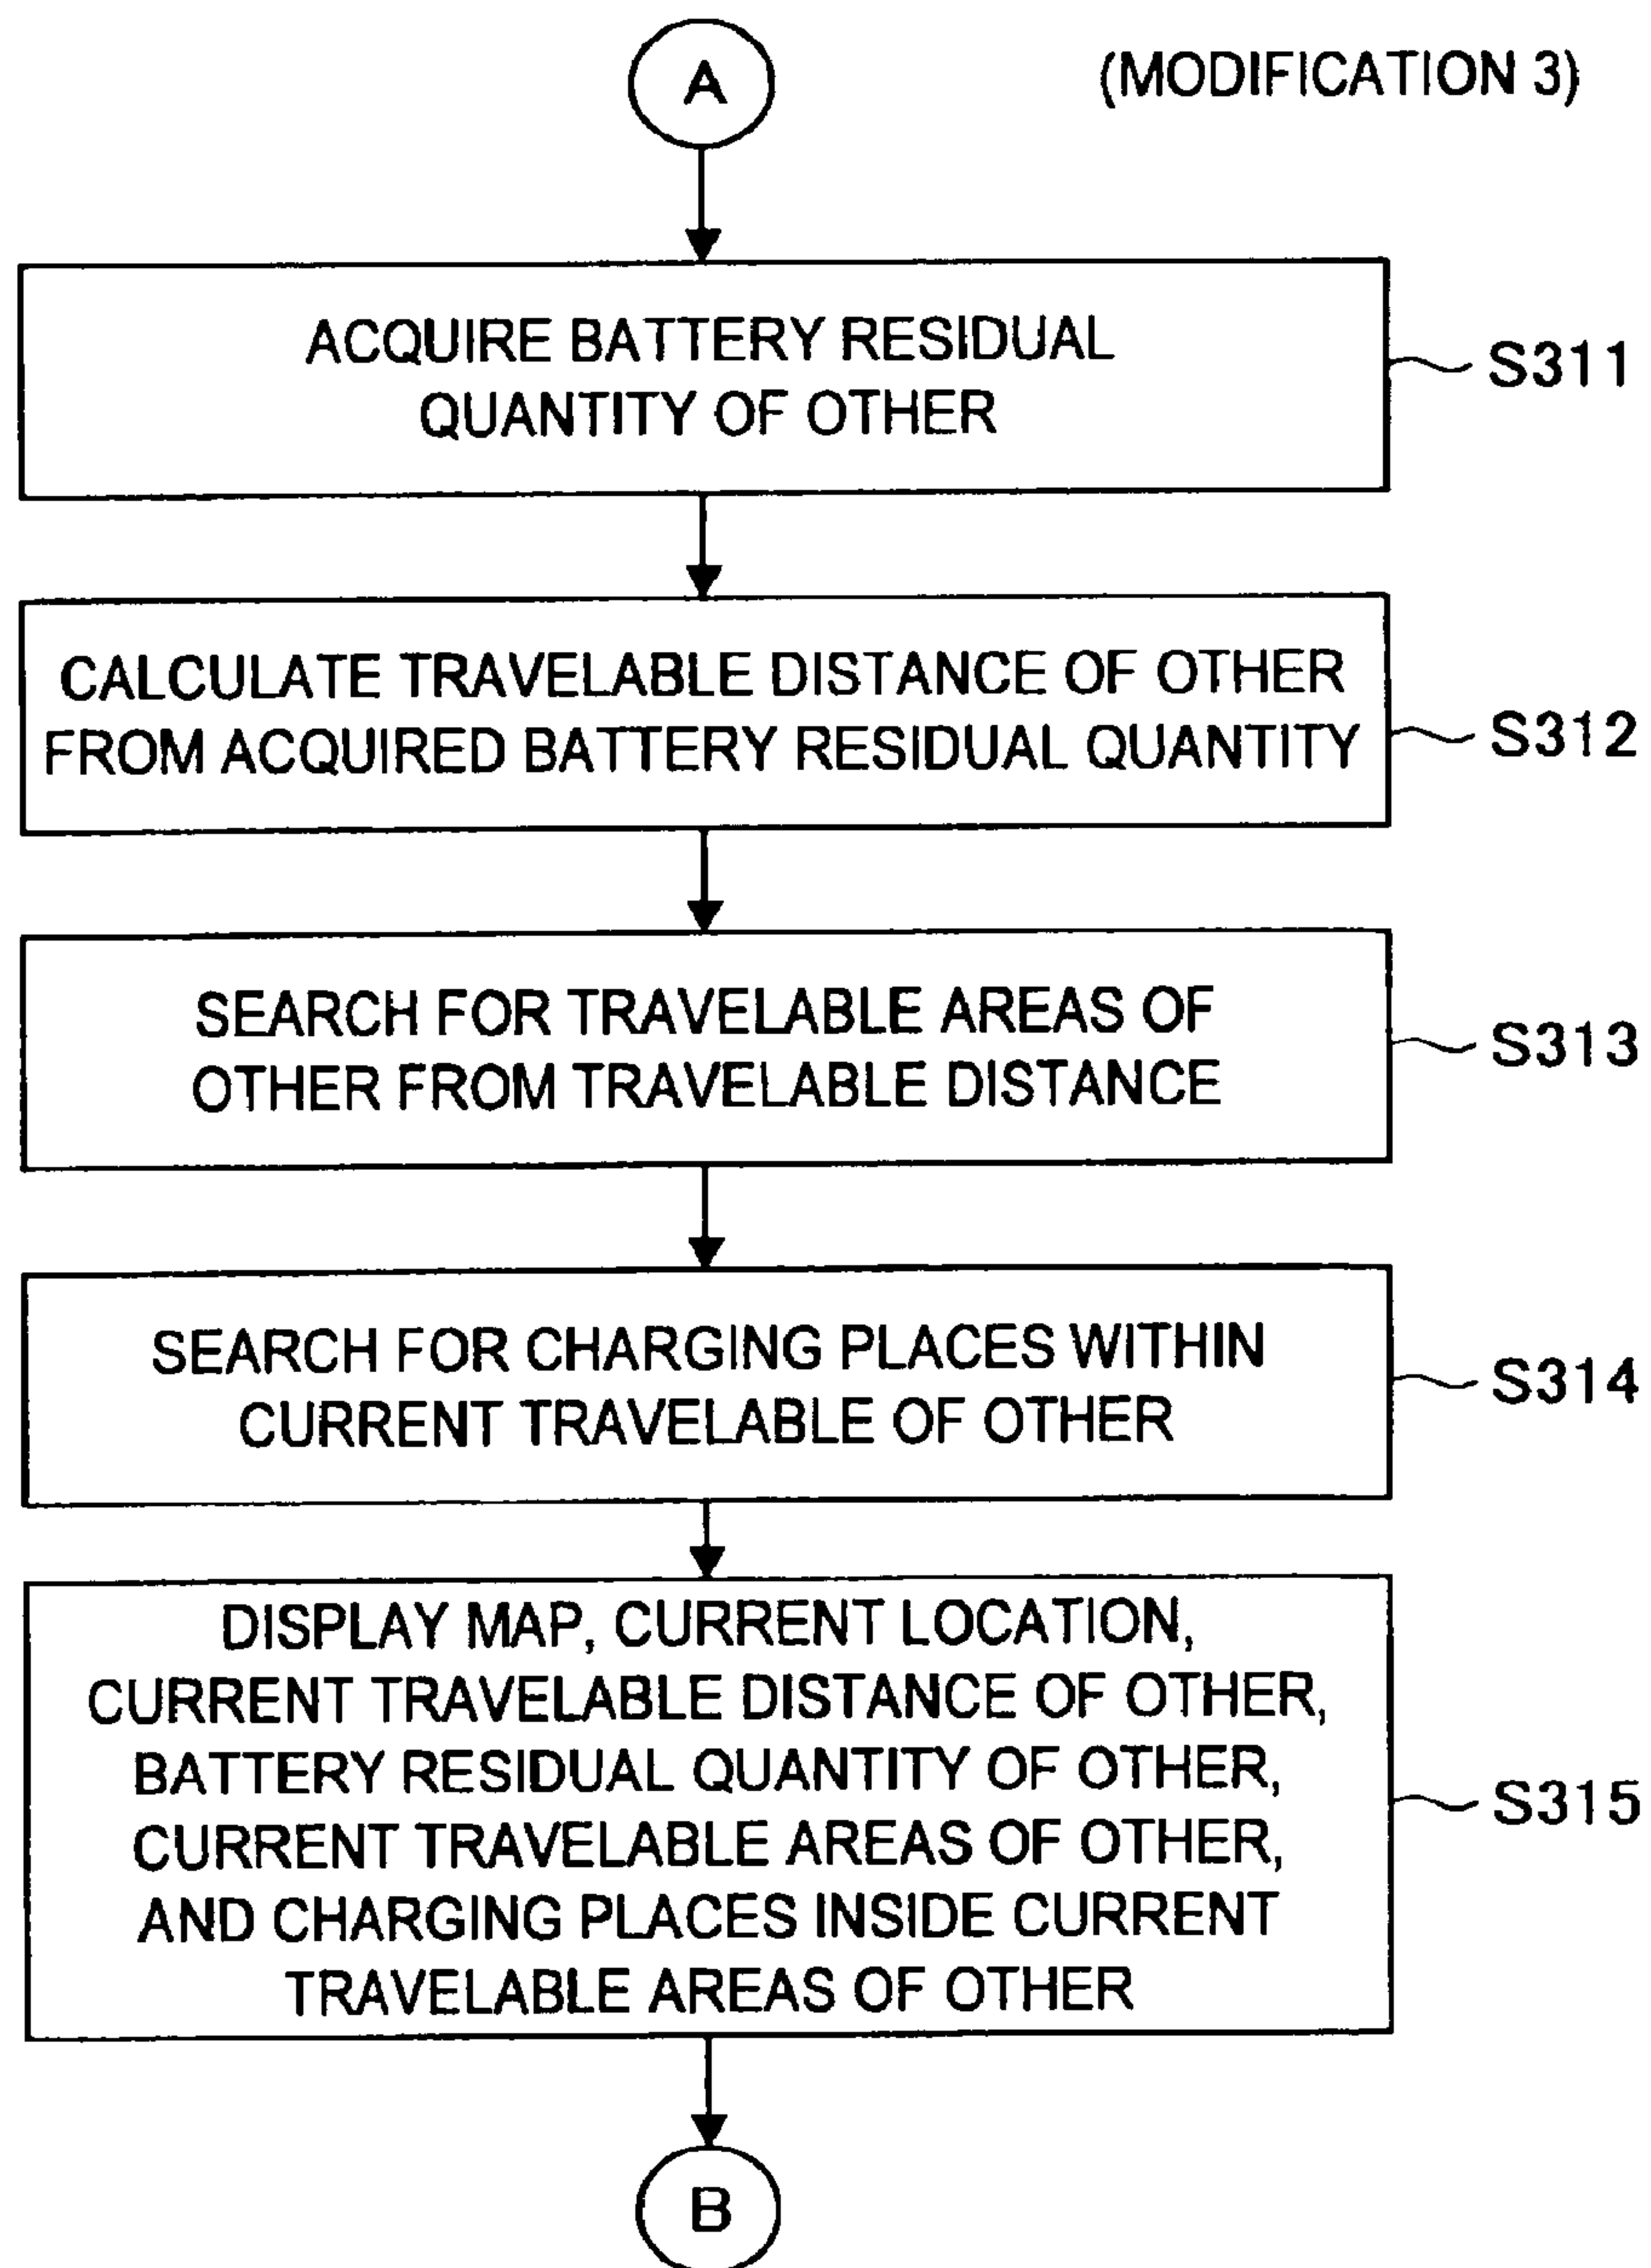 A
(MODIFICATION 3)
ACQUIRE BATTERY RESIDUAL
QUANTITY OF OTHER
S311
CALCULATE TRAVELABLE DISTANCE OF OTHER
FROM ACQUIRED BATTERY RESIDUAL QUANTITY
S312
SEARCH FOR TRAVELABLE AREAS OF
OTHER FROM TRAVELABLE DISTANCE
S313
SEARCH FOR CHARGING PLACES WITHIN
CURRENT TRAVELABLE OF OTHER
S314
DISPLAY MAP, CURRENT LOCATION,
CURRENT TRAVELABLE DISTANCE OF OTHER,
BATTERY RESIDUAL QUANTITY OF OTHER,
CURRENT TRAVELABLE AREAS OF OTHER,
AND CHARGING PLACES INSIDE CURRENT
TRAVELABLE AREAS OF OTHER
S315
B